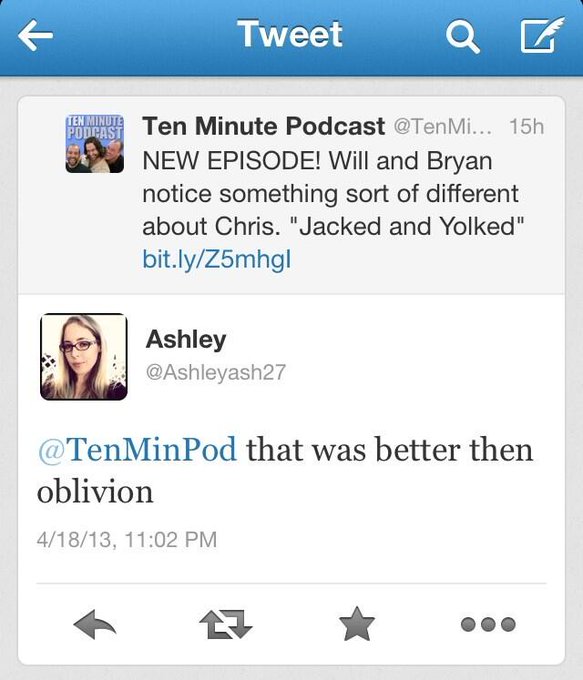 Tweet
TEN MINUTE
PODCAST
Ten Minute Podcast @TenMi... 15h
NEW EPISODE! Will and Bryan
notice something sort of different
about Chris. "Jacked and Yolked"
bit.ly/Z5mhgI
Ashley
@Ashleyash27
@TenMinPod that was better then
oblivion
4/18/13, 11:02 PM